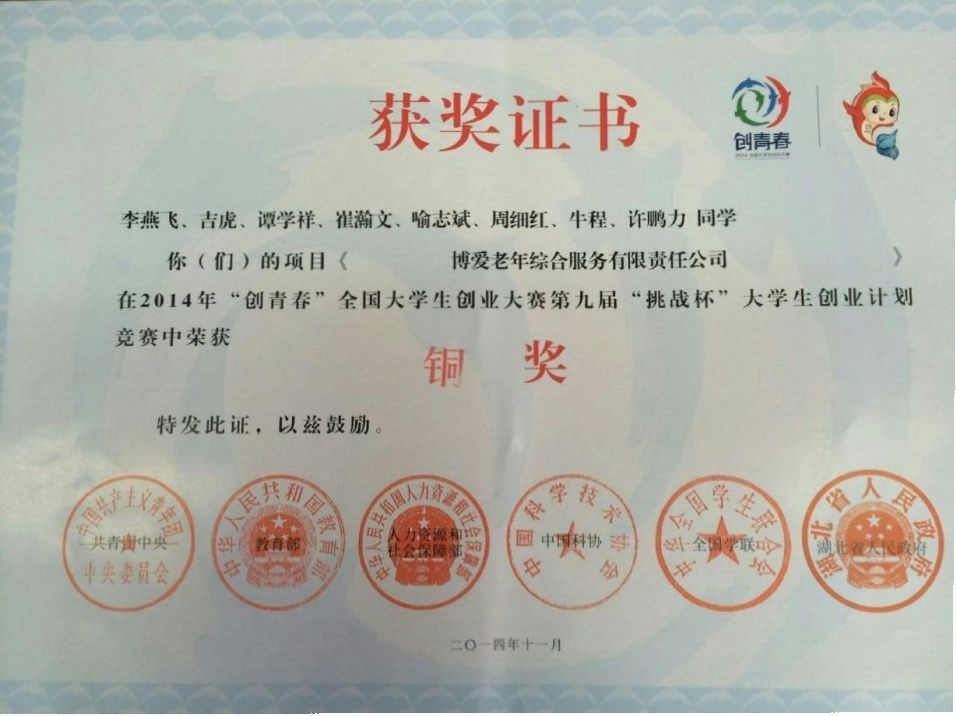 获奖证书
创青春
李燕飞、吉虎、谭学祥、崔瀚文、喻志斌、周细红、牛程、许鹏力 同学
你（们）的项目《 博爱老年综合服务有限责任公司 》
在2014年“创青春”全国大学生创业大赛第九届“挑战杯”大学生创业计划
竞赛中荣获
铜 奖
特发此证，以兹鼓励。
中国共产主义青年团
共青团中央
中央委员会
中华人民共和国教育部
教育部
中华人民共和国人力资源和社会保障部
人力资源和
社会保障部
中国科学技术协会
中国科协
中华全国学生联合会
全国学联
湖北省人民政府
湖北省人民政府
二〇一四年十一月